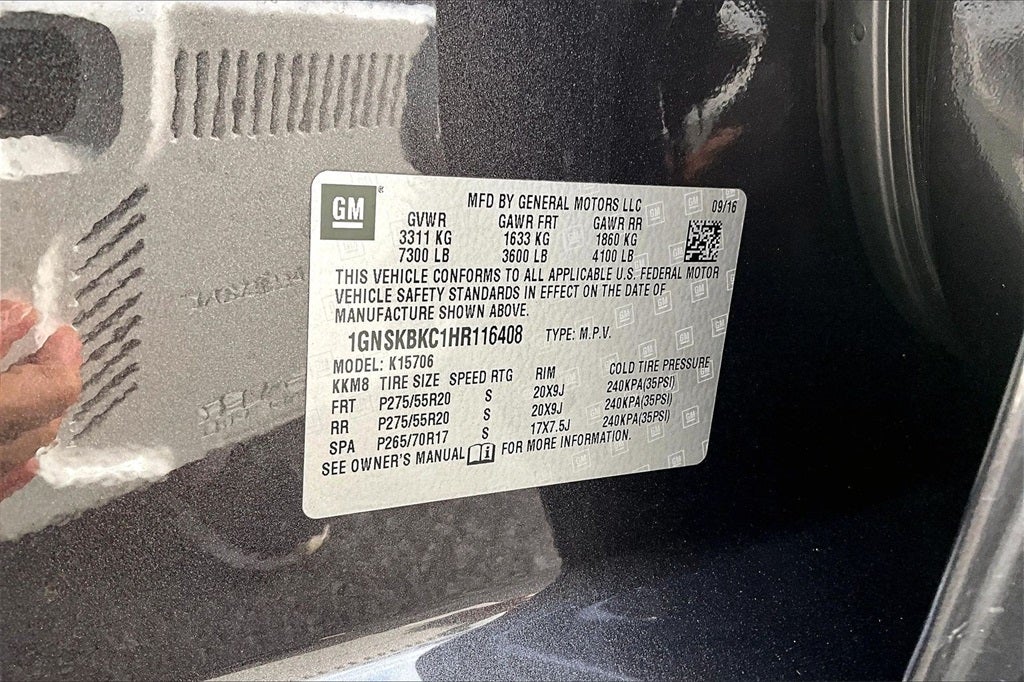 GM
MFD BY GENERAL MOTORS LLC 09/16
GVWR GAWR FRT GAWR RR
3311 KG 1633 KG 1860 KG
7300 LB 3600 LB 4100 LB
THIS VEHICLE CONFORMS TO ALL APPLICABLE U.S. FEDERAL MOTOR
VEHICLE SAFETY STANDARDS IN EFFECT ON THE DATE OF
MANUFACTURE SHOWN ABOVE.
1GNSKBKC1HR116408 TYPE: M.P.V.
MODEL: K15706
KKM8 TIRE SIZE SPEED RTG RIM COLD TIRE PRESSURE
FRT P275/55R20 S 20X9J 240KPA(35PSI)
RR P275/55R20 S 20X9J 240KPA(35PSI)
SPA P265/70R17 S 17X7.5J 240KPA(35PSI)
SEE OWNER'S MANUAL FOR MORE INFORMATION.